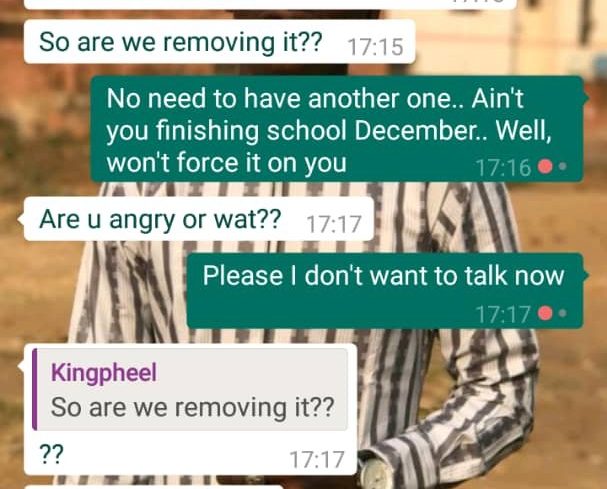 So are we removing it?? 17:15
No need to have another one.. Ain't
you finishing school December.. Well,
won't force it on you 17:16
Are u angry or wat?? 17:17
Please I don't want to talk now
17:17
Kingpheel
So are we removing it??
?? 17:17